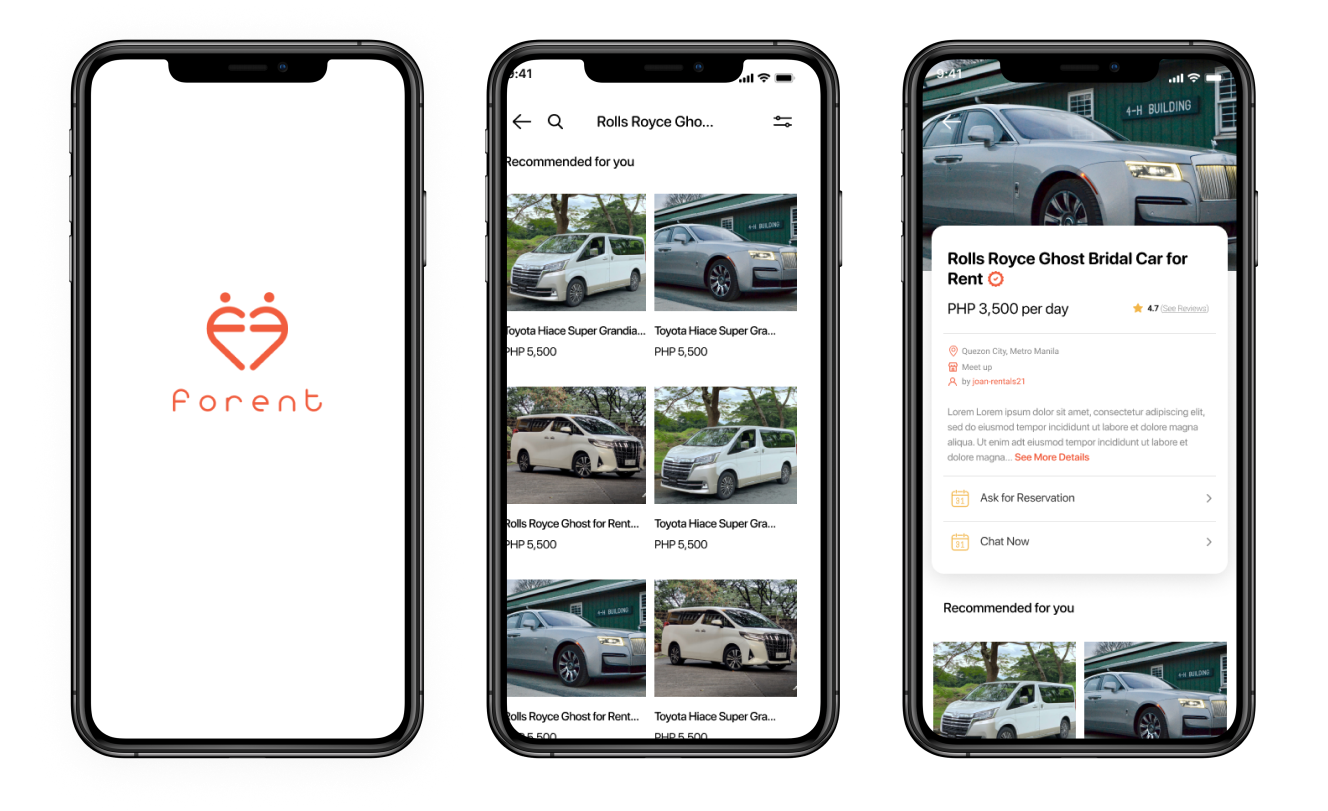 forent
9:41
Rolls Royce Gho...
Recommended for you
Toyota Hiace Super Grandia...
Toyota Hiace Super Gra...
PHP 5,500
PHP 5,500
Rolls Royce Ghost for Rent...
Toyota Hiace Super Gra...
PHP 5,500
PHP 5,500
4-H BUILDING
Rolls Royce Ghost for Rent...
Toyota Hiace Super Gra...
PHP 5,500
PHP 5,500
9:41
4-H BUILDING
Rolls Royce Ghost Bridal Car for
Rent
PHP 3,500 per day
4.7 (See Reviews)
Quezon City, Metro Manila
Meet up
by joan-rentals21
Lorem Lorem ipsum dolor sit amet, consectetur adipiscing elit,
sed do eiusmod tempor incididunt ut labore et dolore magna
aliqua. Ut enim adt eiusmod tempor incididunt ut labore et
dolore magna... See More Details
31 Ask for Reservation
31 Chat Now
Recommended for you
4-H BUILDING